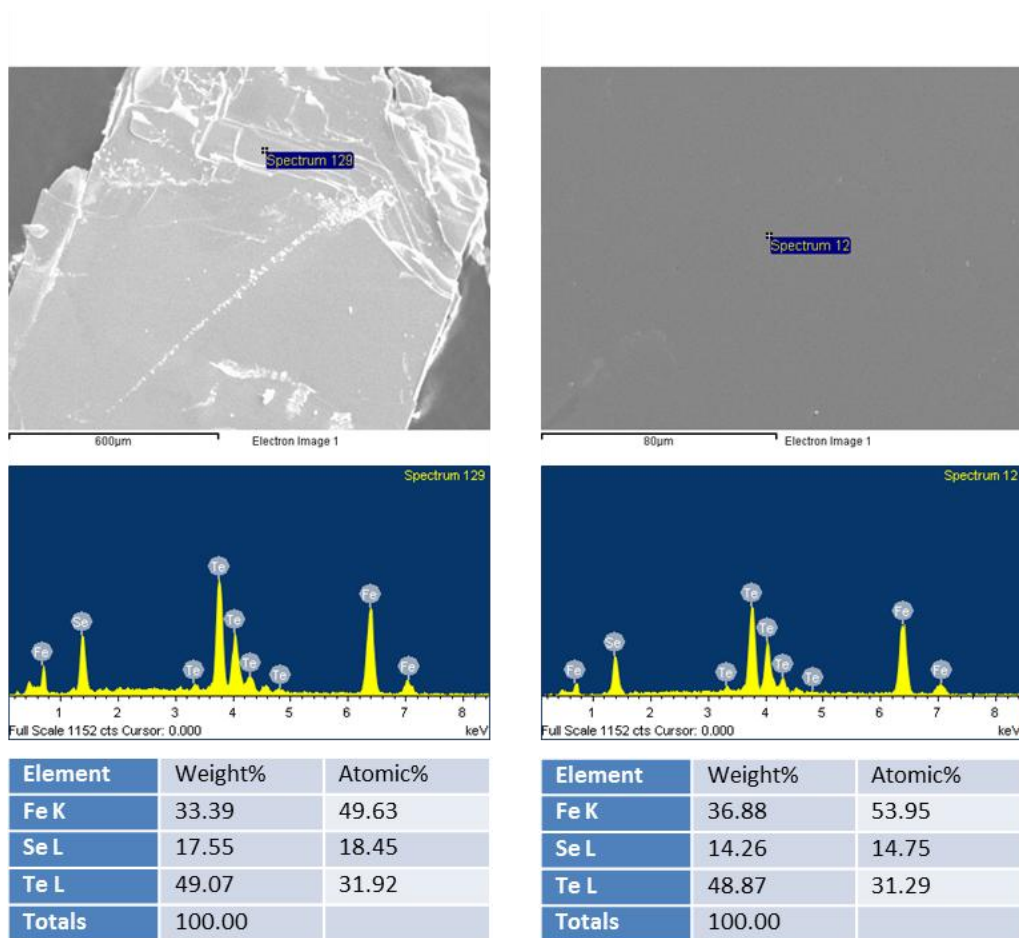 Spectrum 129
600µm Electron Image 1
Spectrum 129
Te
Fe
Te
Se
Fe
Te
Te
Te
Fe
1 2 3 4 5 6 7 8
Full Scale 1152 cts Cursor: 0.000 keV
Element Weight% Atomic%
Fe K 33.39 49.63
Se L 17.55 18.45
Te L 49.07 31.92
Totals 100.00
Spectrum 12
80µm Electron Image 1
Spectrum 12
Te
Fe
Te
Se
Te
Fe
Te
Fe
Te
1 2 3 4 5 6 7 8
Full Scale 1152 cts Cursor: 0.000 keV
Element Weight% Atomic%
Fe K 36.88 53.95
Se L 14.26 14.75
Te L 48.87 31.29
Totals 100.00